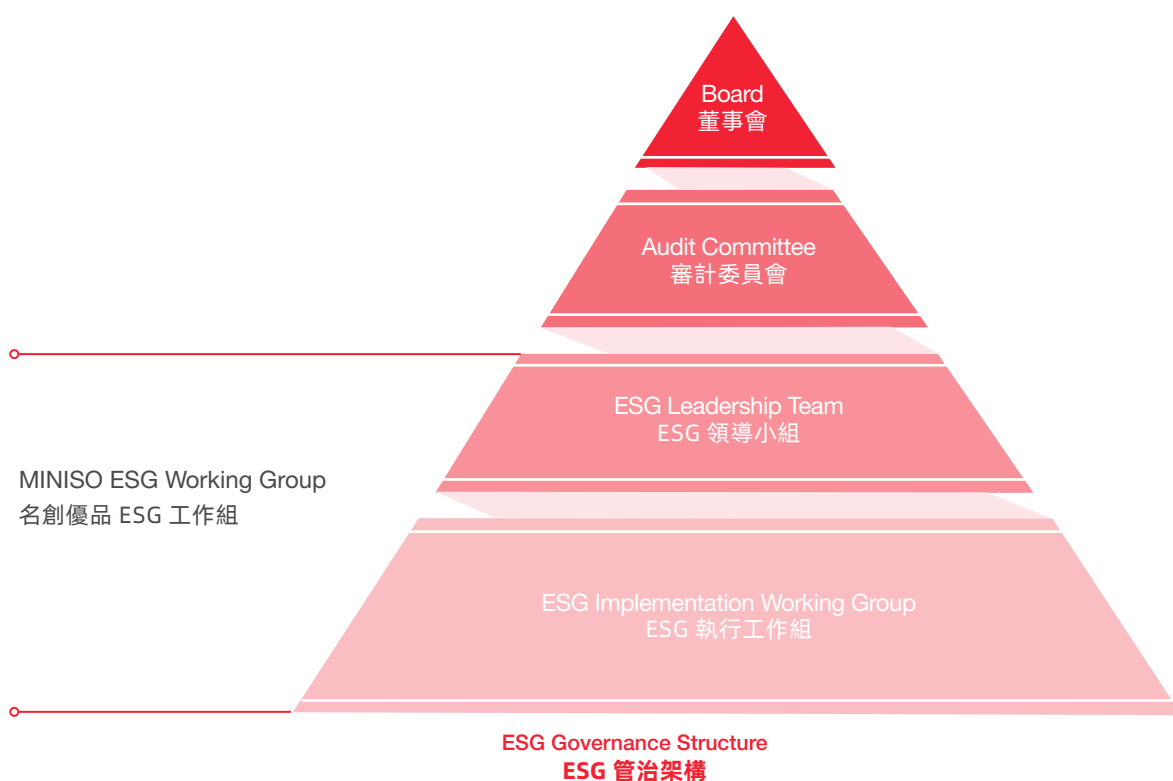 Board
董事會
Audit Committee
審計委員會
ESG Leadership Team
ESG 領導小組
MINISO ESG Working Group
名創優品 ESG 工作組
ESG Implementation Working Group
ESG 執行工作組
ESG Governance Structure
ESG 管治架構